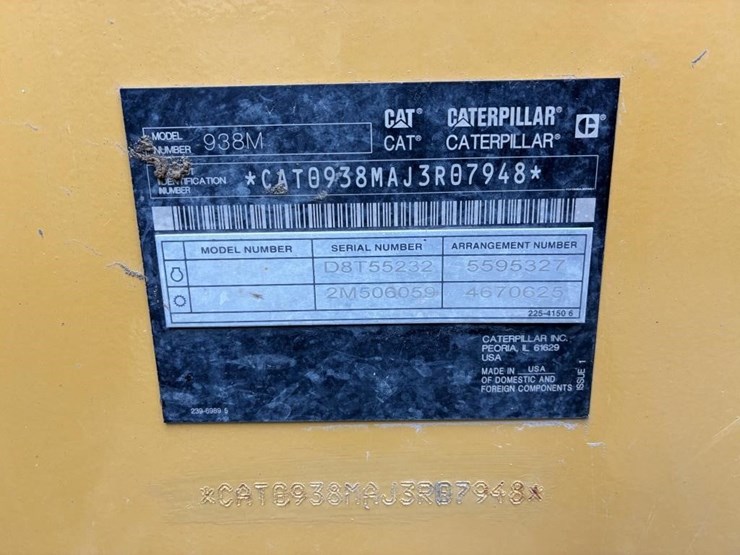 CAT® CATERPILLAR®
CAT® CATERPILLAR®
MODEL NUMBER 938M
IDENTIFICATION NUMBER *CAT0938MAJ3R07948*
MODEL NUMBER SERIAL NUMBER ARRANGEMENT NUMBER
D8T55232 5595327
2M506059 4670625
225-4150 6
CATERPILLAR INC.
PEORIA, IL 61629
USA
MADE IN USA
OF DOMESTIC AND
FOREIGN COMPONENTS
ISSUE 1
239-6989 5
*CAT0938MAJ3R07948*